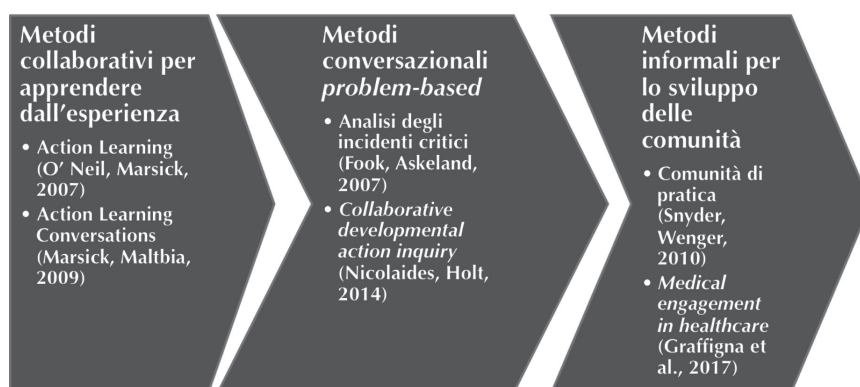 Metodi
collaborativi per
apprendere
dall'esperienza
• Action Learning
(O' Neil, Marsick,
2007)
• Action Learning
Conversations
(Marsick, Maltbia,
2009)
Metodi
conversazionali
problem-based
• Analisi degli
incidenti critici
(Fook, Askeland,
2007)
• Collaborative
developmental
action inquiry
(Nicolaides, Holt,
2014)
Metodi
informali per
lo sviluppo
delle
comunità
• Comunità di
pratica
(Snyder,
Wenger,
2010)
• Medical
engagement
in healthcare
(Graffigna et
al., 2017)